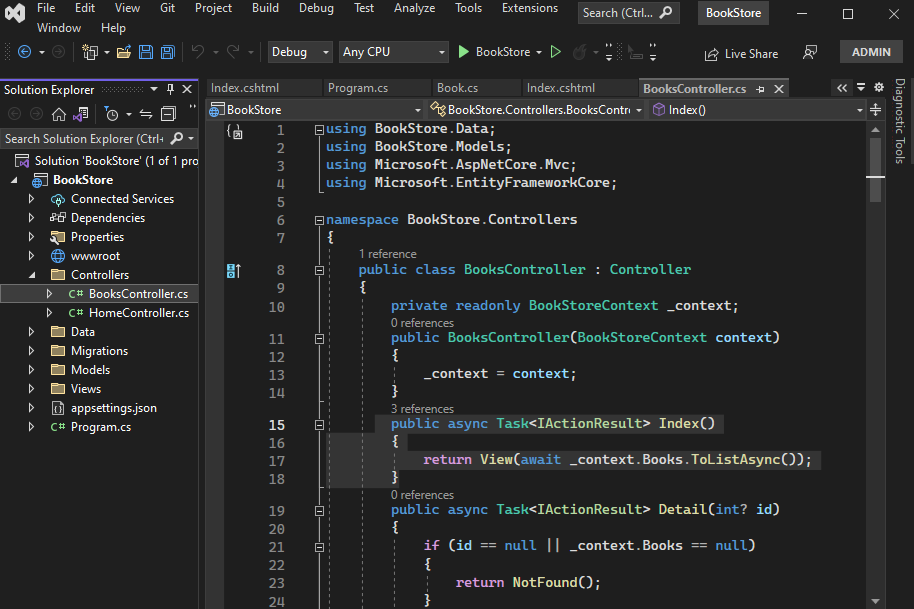 File Edit View Git Project Build Debug Test Analyze Tools Extensions Search (Ctrl... BookStore
Window Help
Debug Any CPU BookStore Live Share ADMIN
Solution Explorer
Index.cshtml Program.cs Book.cs Index.cshtml BooksController.cs
BookStore BookStore.Controllers.BooksContr Index()
Search Solution Explorer (Ctrl+
Solution 'BookStore' (1 of 1 pro
BookStore
Connected Services
Dependencies
Properties
wwwroot
Controllers
C# BooksController.cs
C# HomeController.cs
Data
Migrations
Models
Views
appsettings.json
C# Program.cs
1 using BookStore.Data;
2 using BookStore.Models;
3 using Microsoft.AspNetCore.Mvc;
4 using Microsoft.EntityFrameworkCore;
5
6 namespace BookStore.Controllers
7 {
1 reference
8 public class BooksController : Controller
9 {
10 private readonly BookStoreContext _context;
0 references
11 public BooksController(BookStoreContext context)
12 {
13 _context = context;
14 }
3 references
15 public async Task<IActionResult> Index()
16 {
17 return View(await _context.Books.ToListAsync());
18 }
0 references
19 public async Task<IActionResult> Detail(int? id)
20 {
21 if (id == null || _context.Books == null)
22 {
23 return NotFound();
24 }
Diagnostic Tools